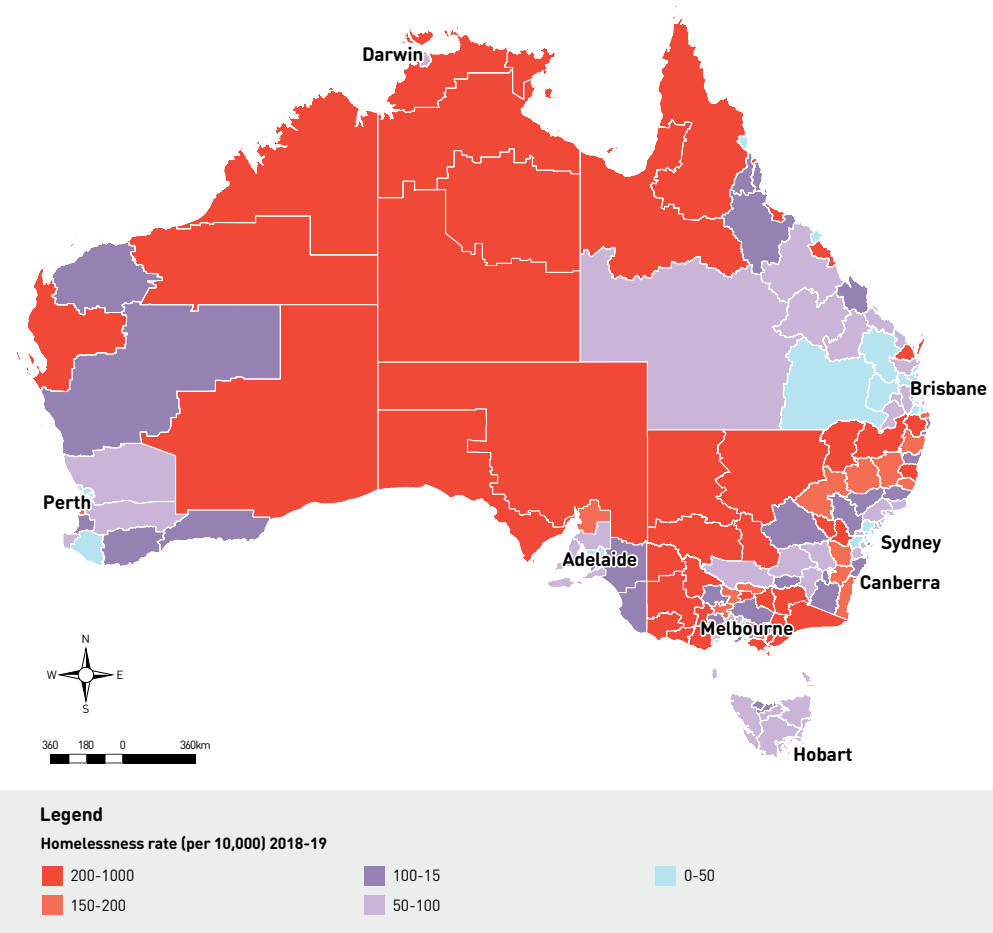 Darwin
Brisbane
Perth
Sydney
Adelaide
Canberra
Melbourne
N
W E
S
360 180 0 360km
Hobart
Legend
Homelessness rate (per 10,000) 2018-19
200-1000 100-15 0-50
150-200 50-100